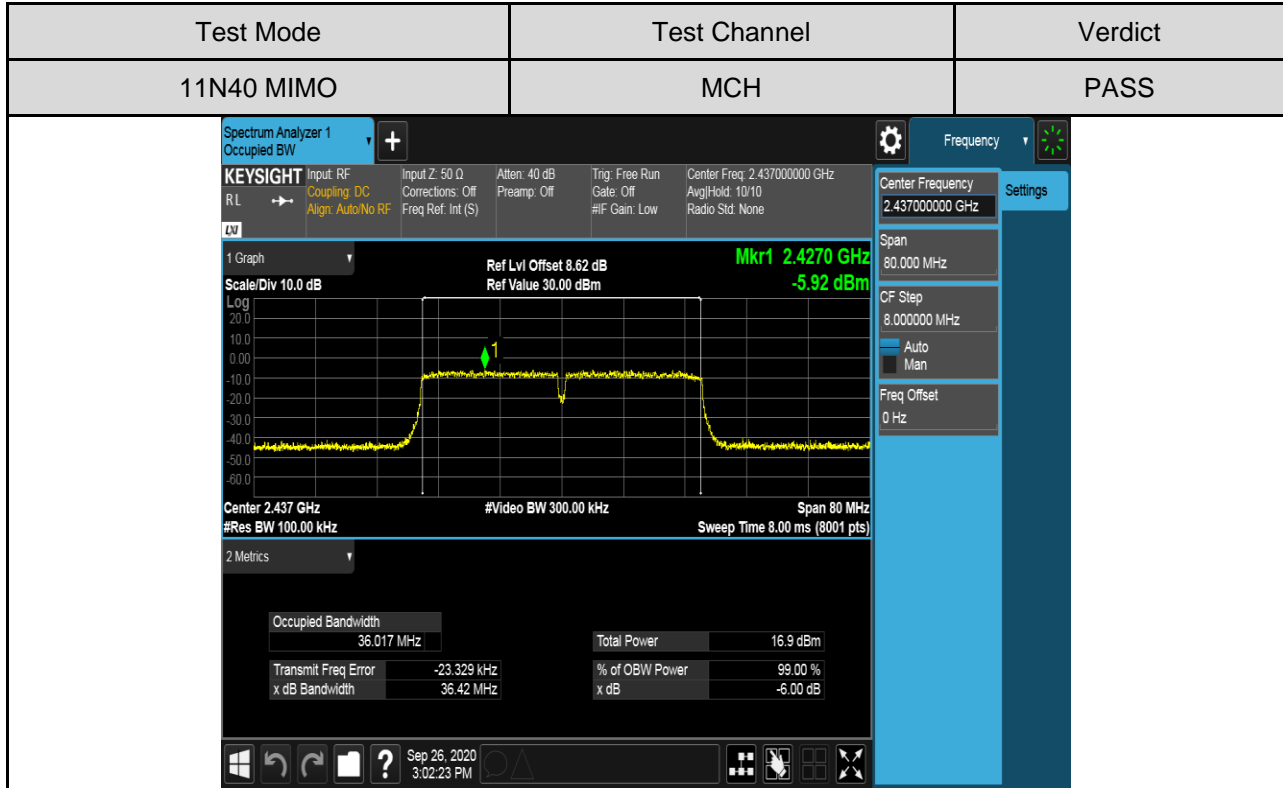 Test Mode Test Channel Verdict
11N40 MIMO MCH PASS
Spectrum Analyzer 1
Occupied BW
+
Frequency
KEYSIGHT
RL
LXI
Input: RF
Coupling: DC
Align: Auto/No RF
Input Z: 50 Ω
Corrections: Off
Freq Ref: Int (S)
Atten: 40 dB
Preamp: Off
Trig: Free Run
Gate: Off
#IF Gain: Low
Center Freq: 2.437000000 GHz
Avg|Hold: 10/10
Radio Std: None
Center Frequency
2.437000000 GHz
Settings
Span
80.000 MHz
CF Step
8.000000 MHz
Auto
Man
Freq Offset
0 Hz
1 Graph
Scale/Div 10.0 dB
Ref Lvl Offset 8.62 dB
Ref Value 30.00 dBm
Mkr1 2.4270 GHz
-5.92 dBm
Log
20.0
10.0
0.00
-10.0
-20.0
-30.0
-40.0
-50.0
-60.0
1
Center 2.437 GHz #Video BW 300.00 kHz Span 80 MHz
#Res BW 100.00 kHz Sweep Time 8.00 ms (8001 pts)
2 Metrics
Occupied Bandwidth
36.017 MHz
Total Power 16.9 dBm
Transmit Freq Error -23.329 kHz
% of OBW Power 99.00 %
x dB Bandwidth 36.42 MHz
x dB -6.00 dB
?
Sep 26, 2020
3:02:23 PM